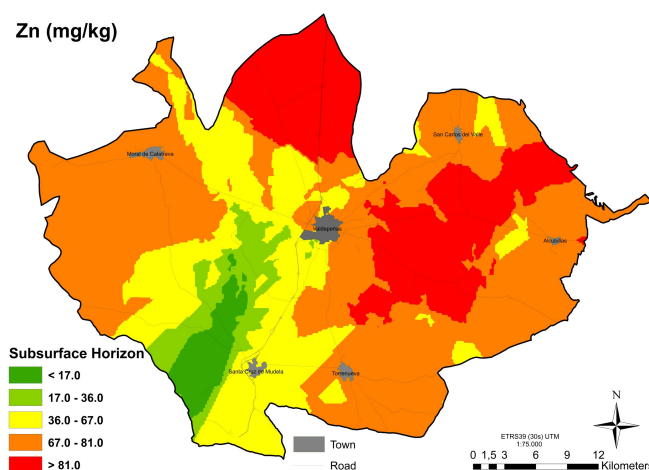 Zn (mg/kg)
San Carlos del Valle
Moral de Calatrava
Valdepeñas
Alcubillas
Santa Cruz de Mudela
Torrenueva
Subsurface Horizon
< 17.0
17.0 - 36.0
36.0 - 67.0
67.0 - 81.0
> 81.0
Town
Road
N
ETRS39 (30s) UTM
1:75.000
0 1,5 3 6 9 12
Kilometers